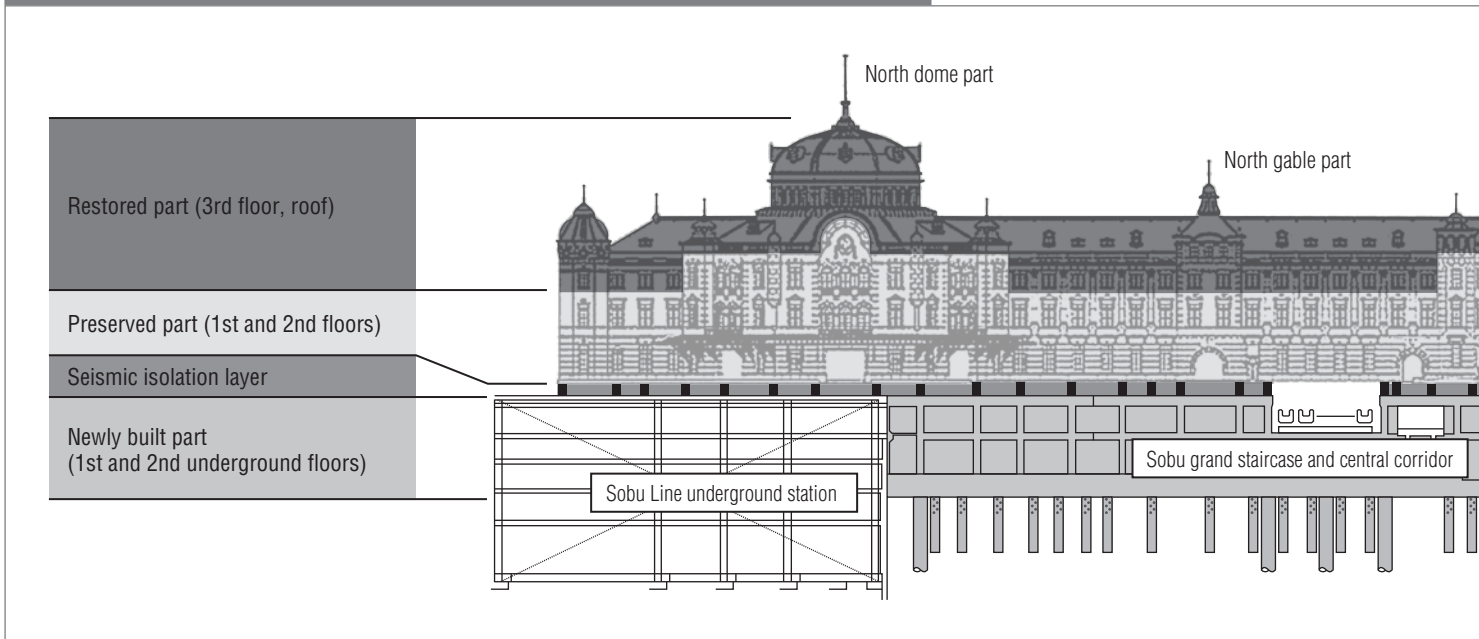 North dome part
North gable part
Restored part (3rd floor, roof)
Preserved part (1st and 2nd floors)
Seismic isolation layer
Newly built part
(1st and 2nd underground floors)
Sobu grand staircase and central corridor
Sobu Line underground station